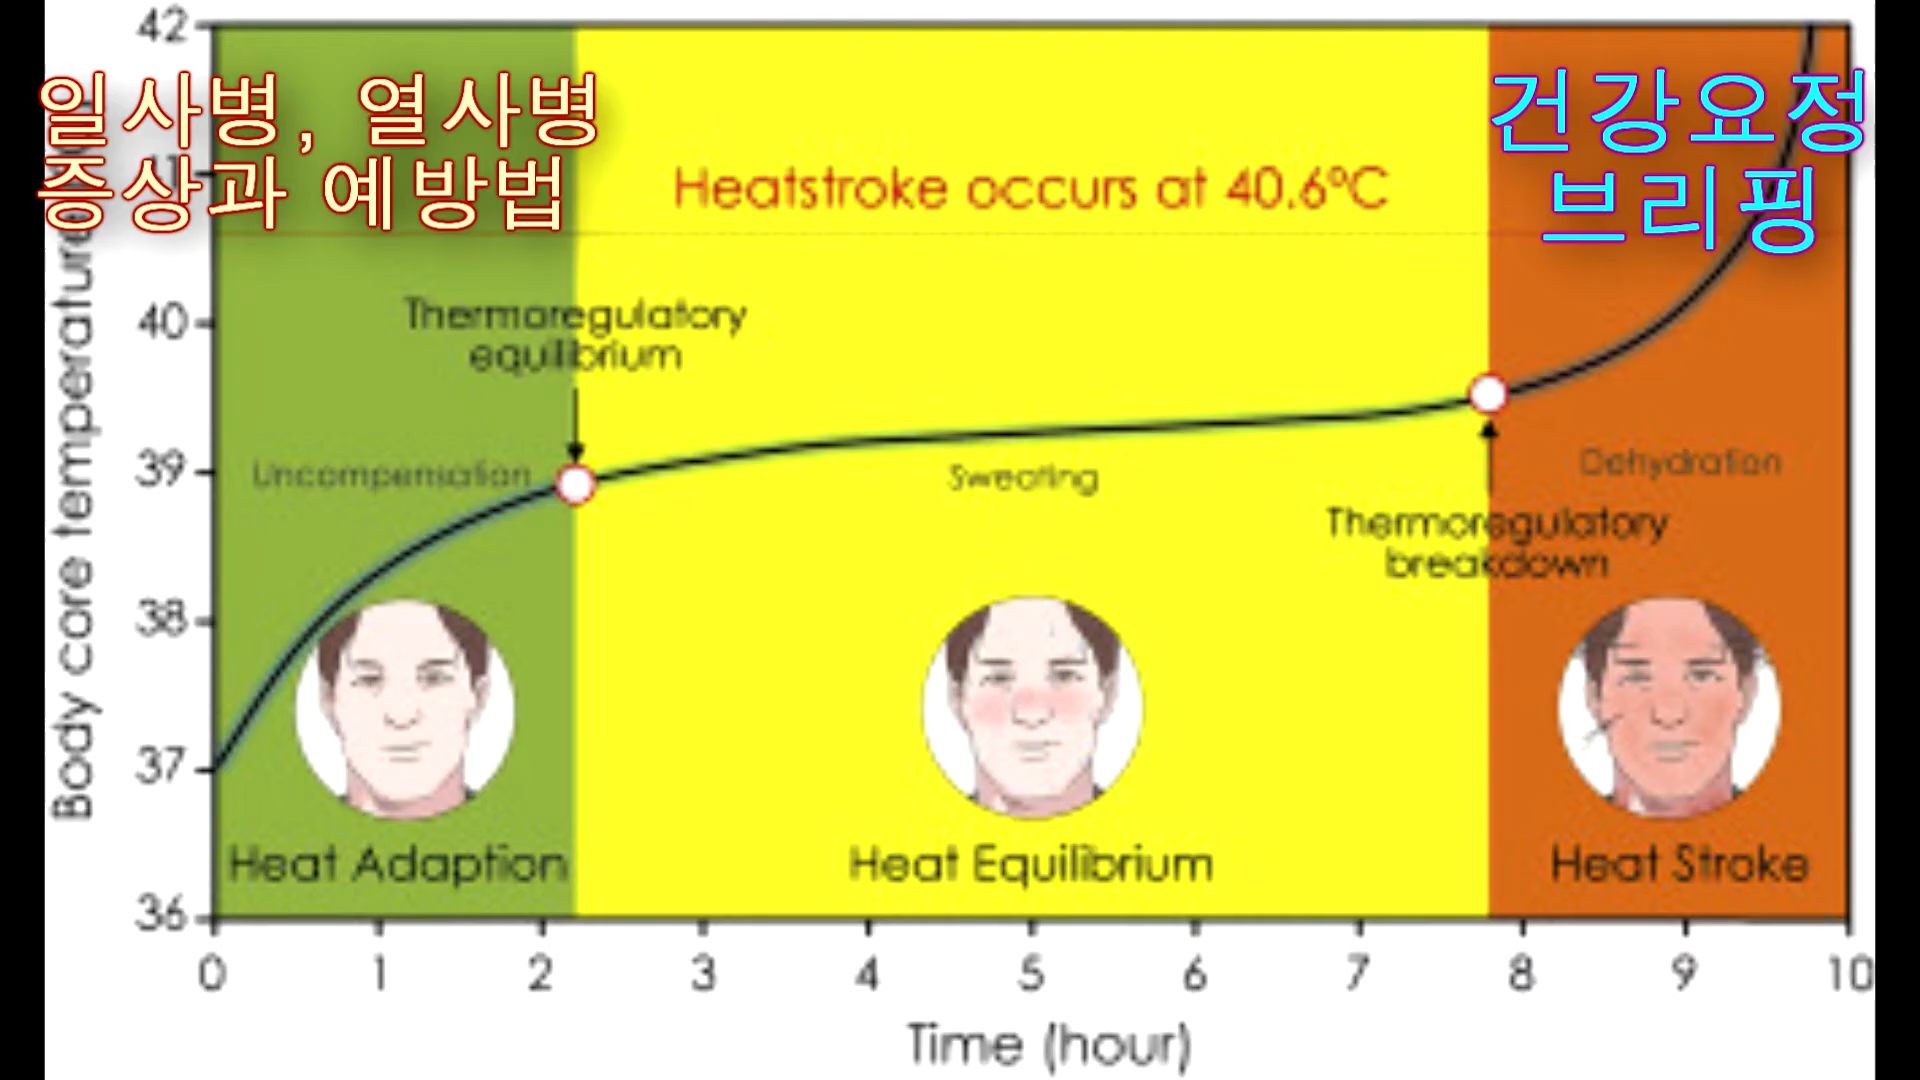 일사병, 열사병
증상과 예방법
건강요정
브리핑
Heatstroke occurs at 40.6ºC
Thermoregulatory
equilibrium
Uncompensation
Sweating
Dehydration
Thermoregulatory
breakdown
Heat Adaption
Heat Equilibrium
Heat Stroke
Body core temperature
42
40
39
38
37
36
0 1 2 3 4 5 6 7 8 9 10
Time (hour)